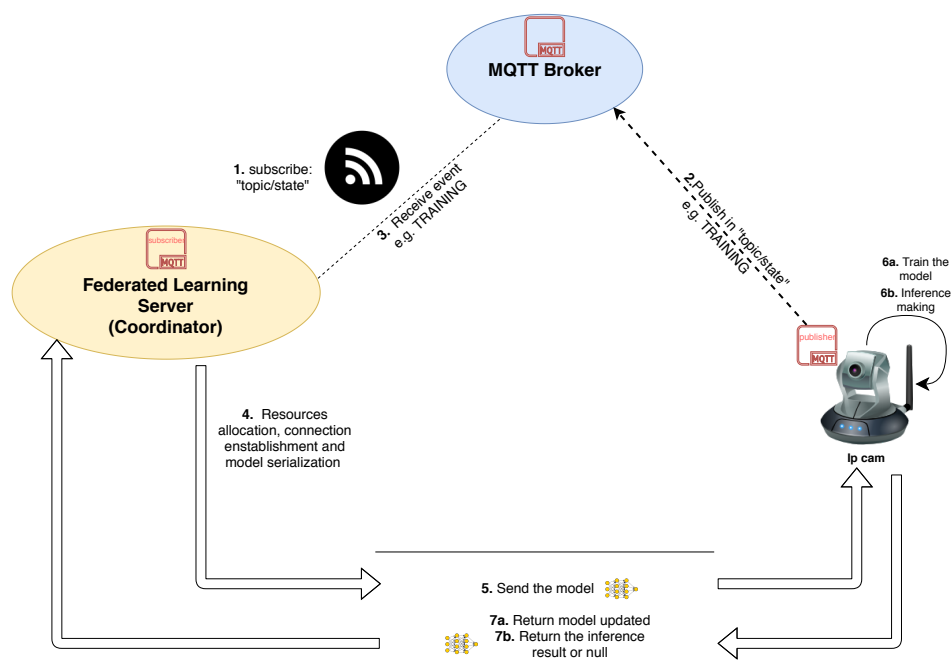 MQTT
MQTT Broker
1. subscribe:
"topic/state"
3. Receive event
e.g. TRAINING
2.Publish in "topic/state"
e.g. TRAINING
subscriber
MQTT
Federated Learning
Server
(Coordinator)
6a. Train the
model
6b. Inference
making
publisher
MQTT
Ip cam
4. Resources
allocation, connection
enstablishment and
model serialization
5. Send the model
7a. Return model updated
7b. Return the inference
result or null